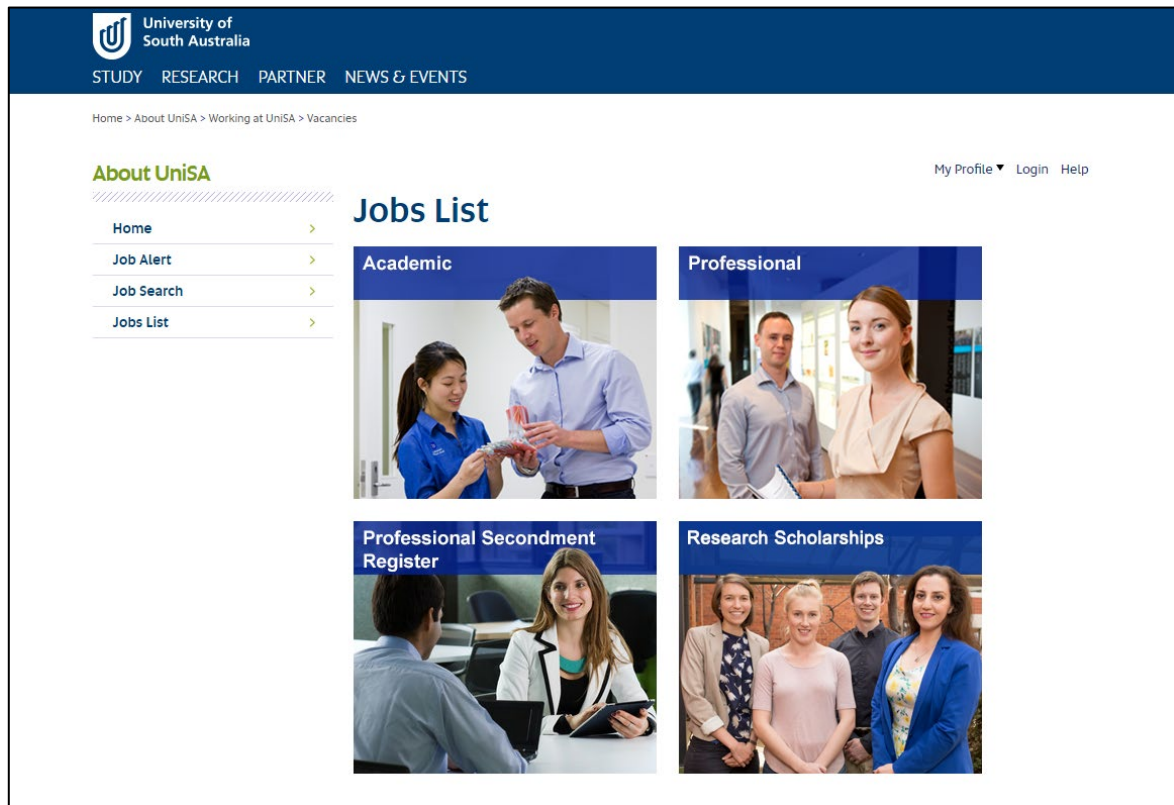 University of
South Australia
STUDY RESEARCH PARTNER NEWS & EVENTS
Home > About UniSA > Working at UniSA > Vacancies
About UniSA
Home
Job Alert
Job Search
Jobs List
My Profile Login Help
Jobs List
Academic
Professional
Professional Secondment
Register
Research Scholarships